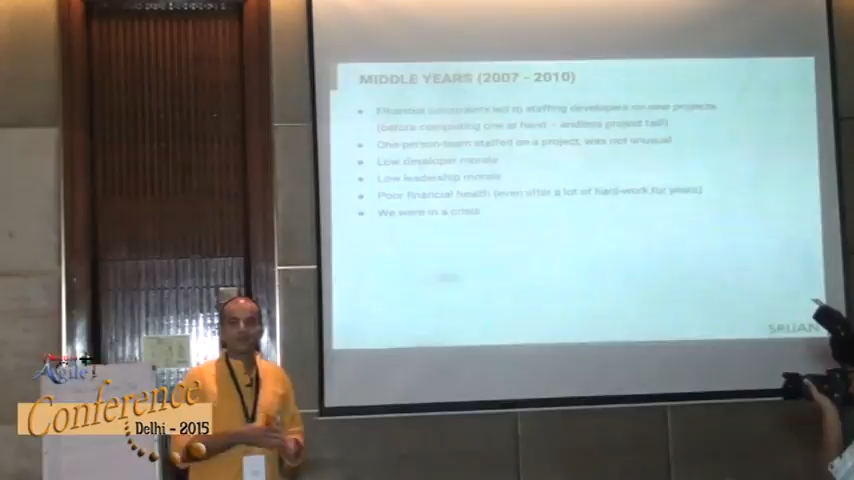 MIDDLE YEARS (2007 - 2010)
Financial constraints led to staffing developers on new projects
(before completing one at hand - endless project tail!)
One-person-team staffed on a project, was not unusual
Low developer morale
Low leadership morale
Poor financial health (even after a lot of hard-work for years)
We were in a crisis
SRIJAN
Agile
Conference
Delhi - 2015